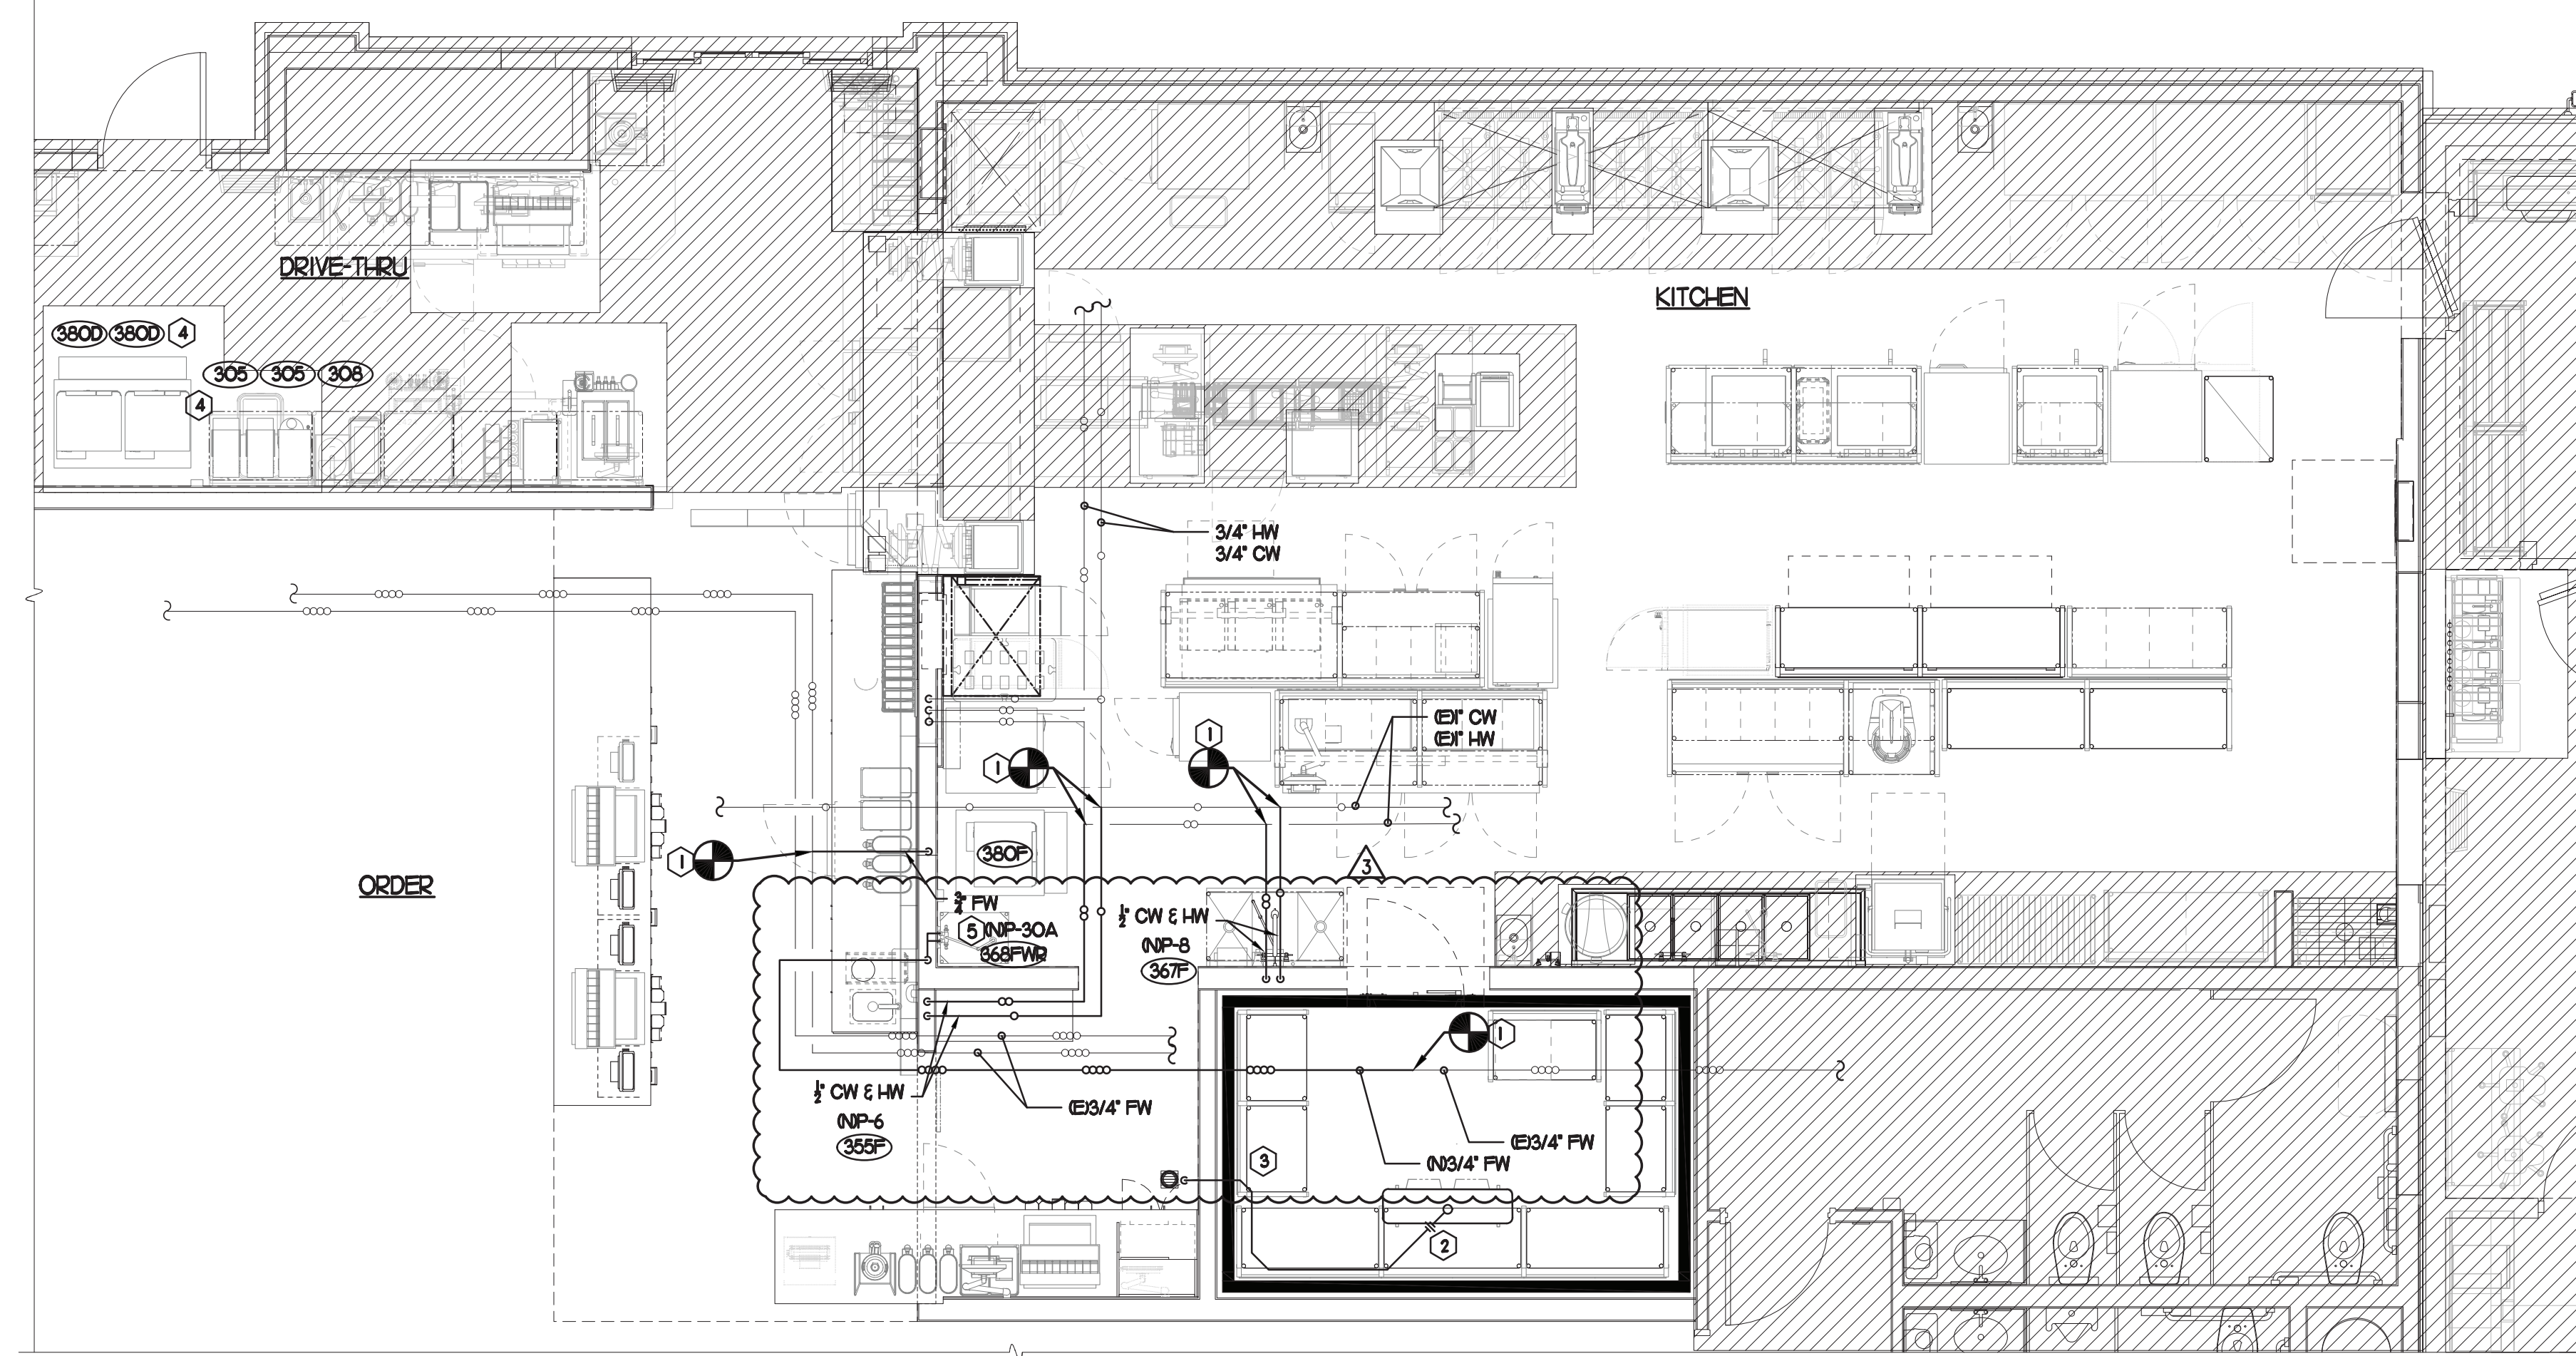 DRIVE-THRU
KITCHEN
380D 380D 4
305 305 308
4
3/4" HW
3/4" CW
(E)1" CW
(E)1" HW
1
1
1
380F
ORDER
3
3/4" FW
5 (N)P-30A
368FWR
1/2" CW & HW
(N)P-8
367F
1
1/2" CW & HW
(N)P-6
355F
(E)3/4" FW
(E)3/4" FW
(N)3/4" FW
3
2